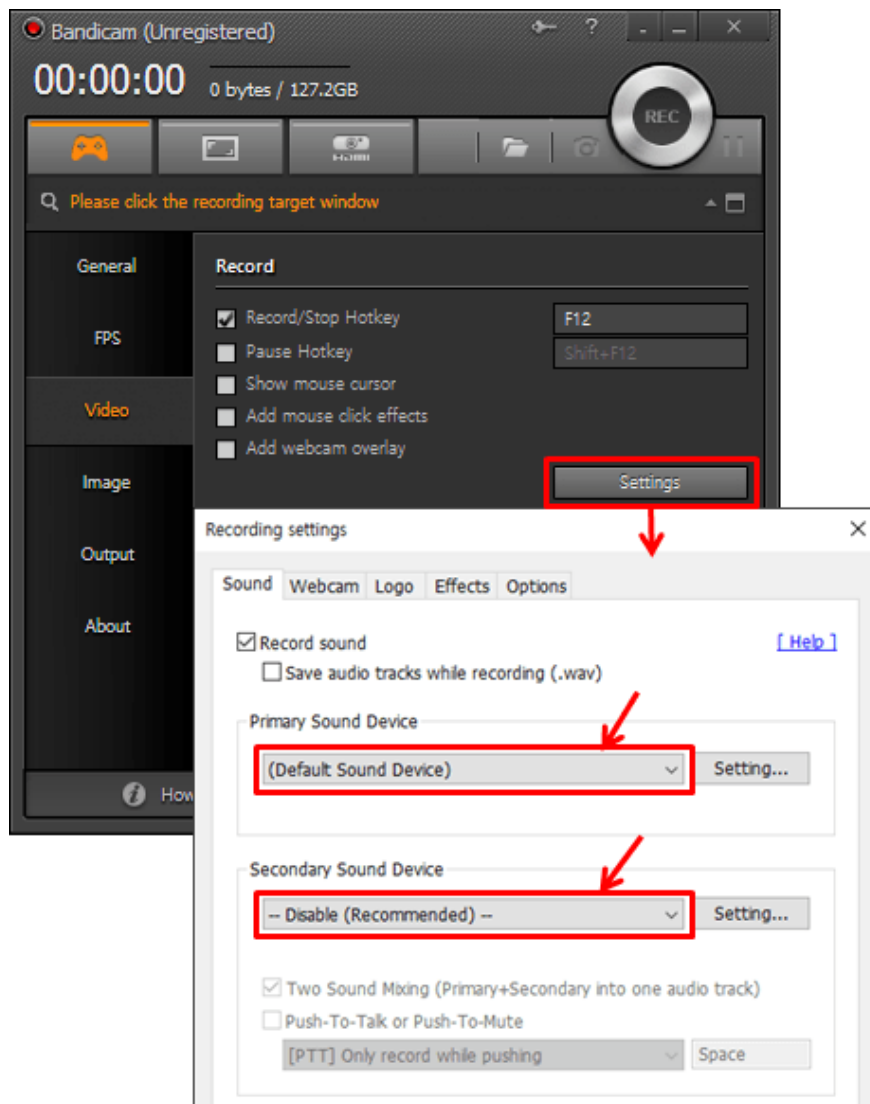 Bandicam (Unregistered)
?
00:00:00 0 bytes / 127.2GB
REC
HDMI
Please click the recording target window
General
FPS
Video
Image
Output
About
Record
Record/Stop Hotkey F12
Pause Hotkey Shift+F12
Show mouse cursor
Add mouse click effects
Add webcam overlay
Settings
How
Recording settings
Sound Webcam Logo Effects Options
Record sound [ Help ]
Save audio tracks while recording (.wav)
Primary Sound Device
(Default Sound Device) Setting...
Secondary Sound Device
-- Disable (Recommended) -- Setting...
Two Sound Mixing (Primary+Secondary into one audio track)
Push-To-Talk or Push-To-Mute
[PTT] Only record while pushing Space